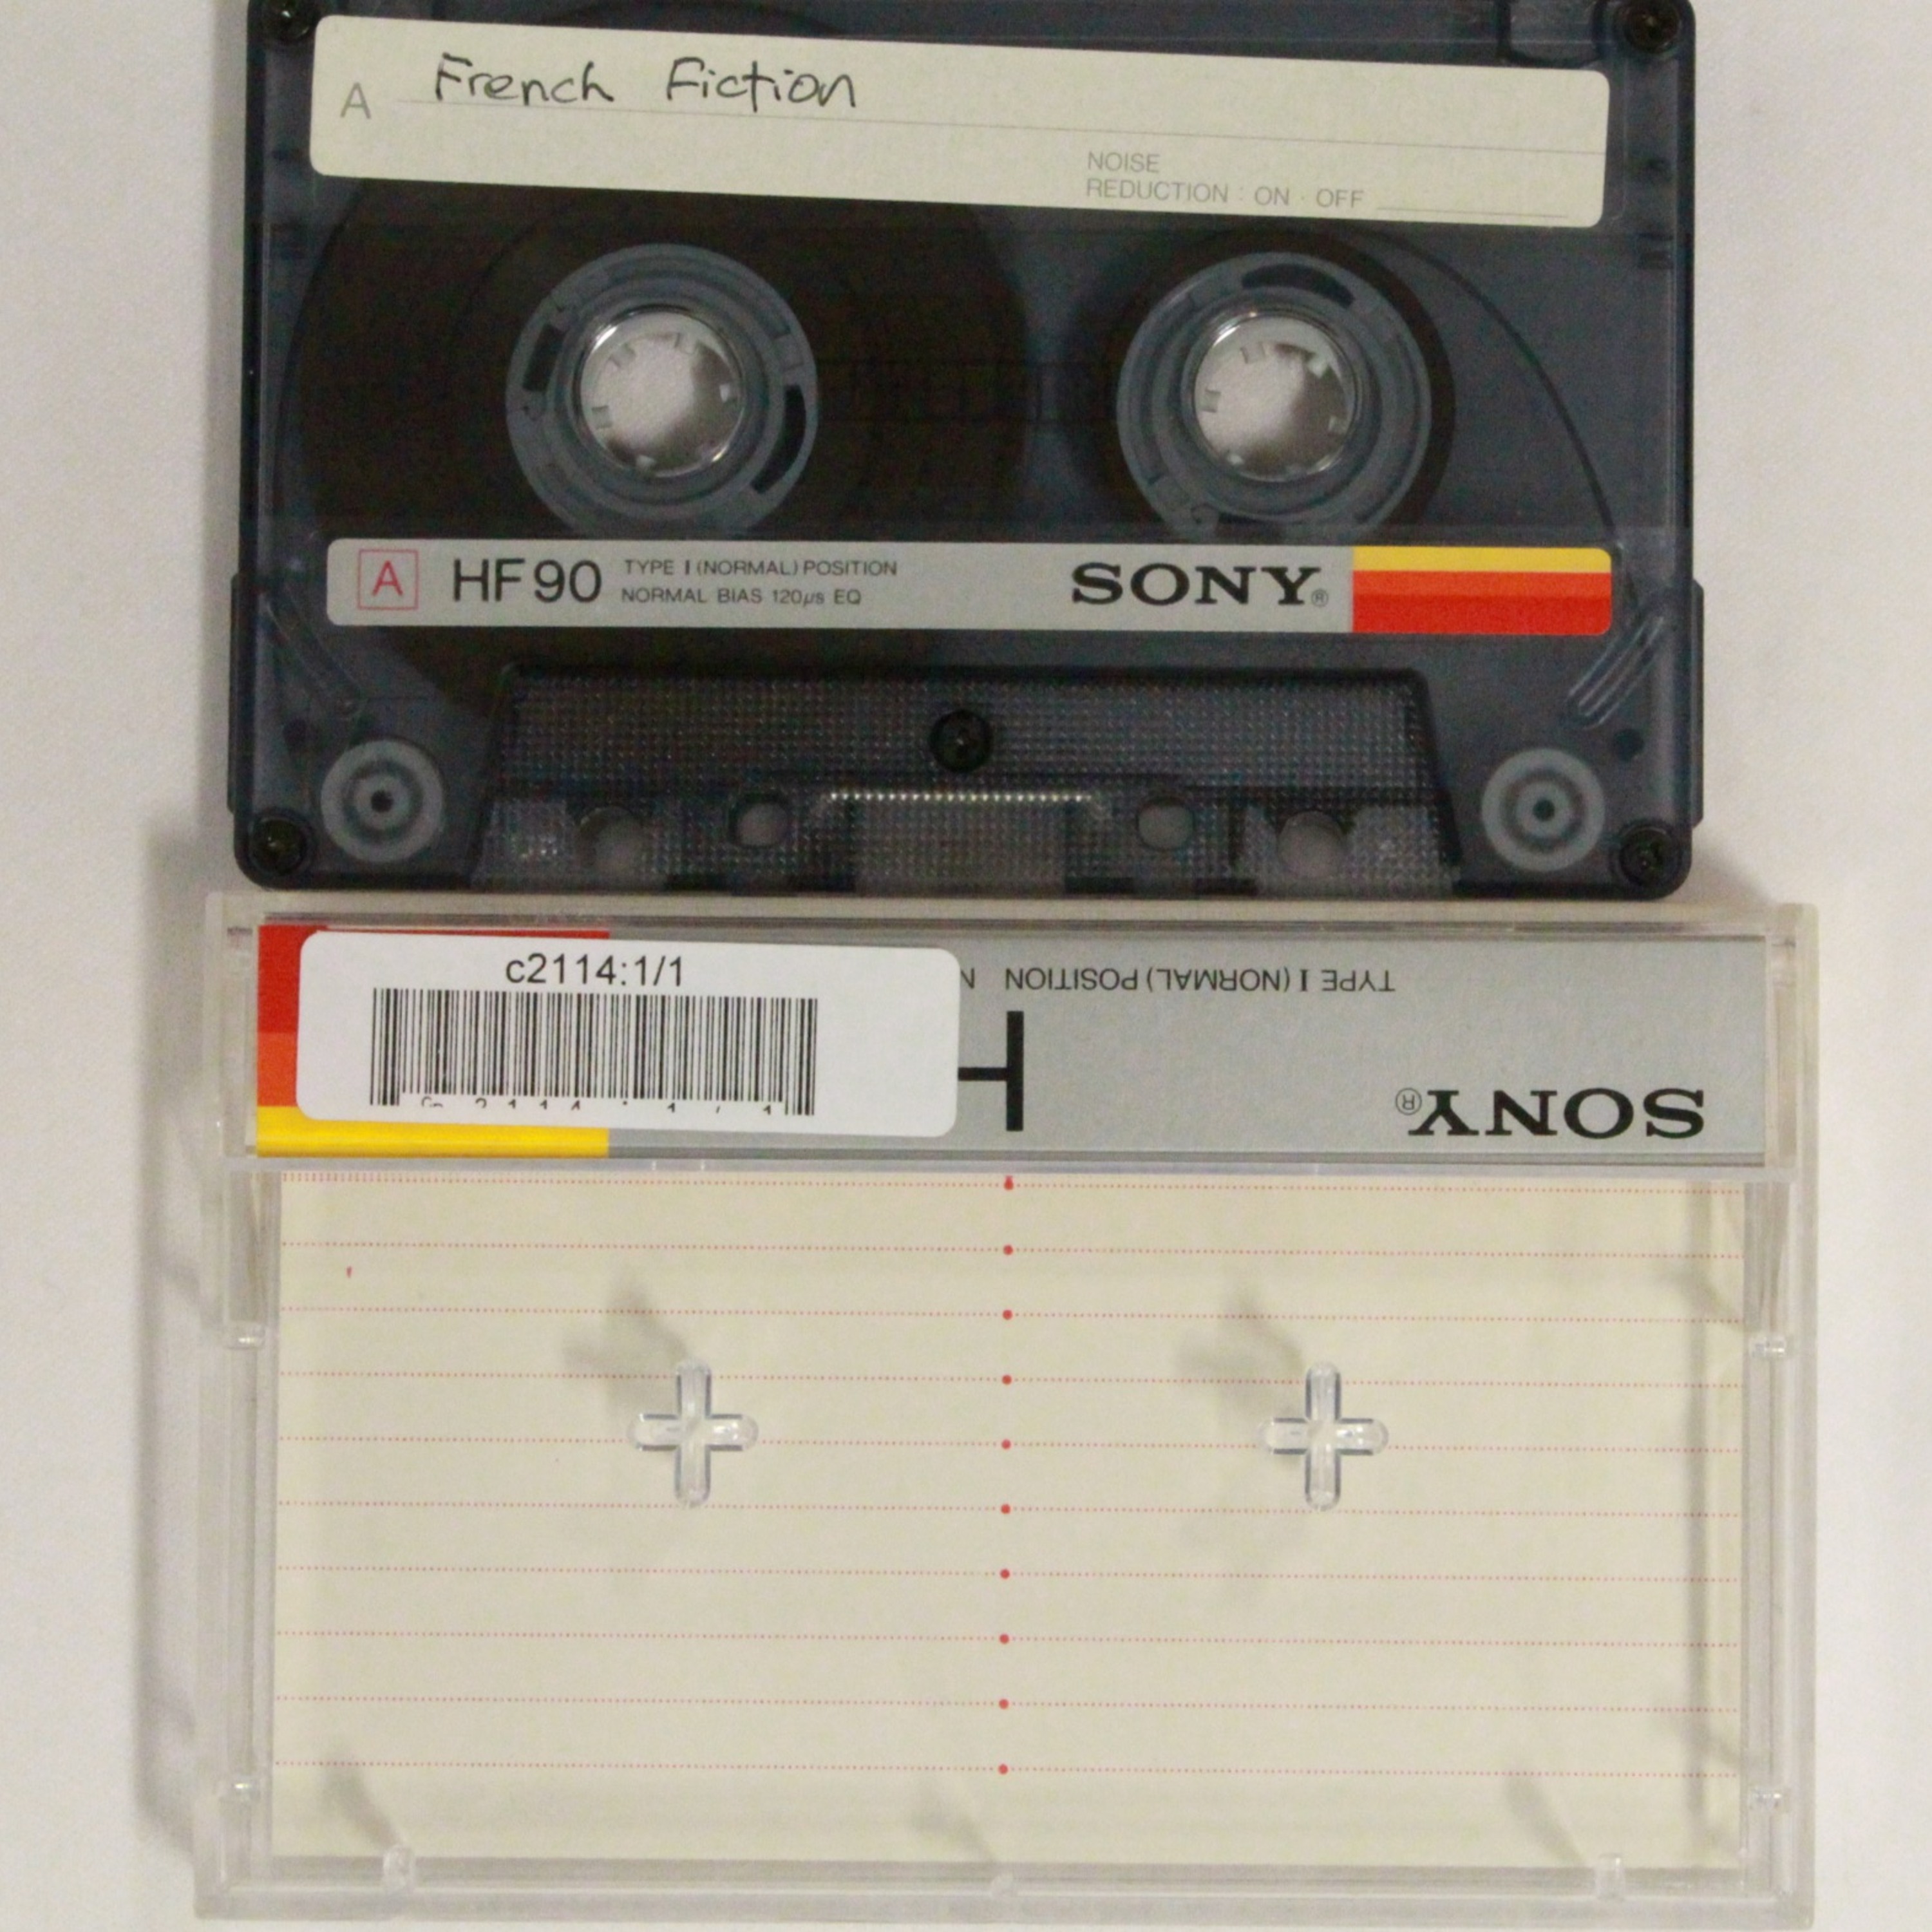 A French Fiction
NOISE
REDUCTION : ON · OFF
A HF90 TYPE I (NORMAL) POSITION
NORMAL BIAS 120µs EQ
SONY®
c2114:1/1
TYPE I (NORMAL) POSITION N
H
SONY®